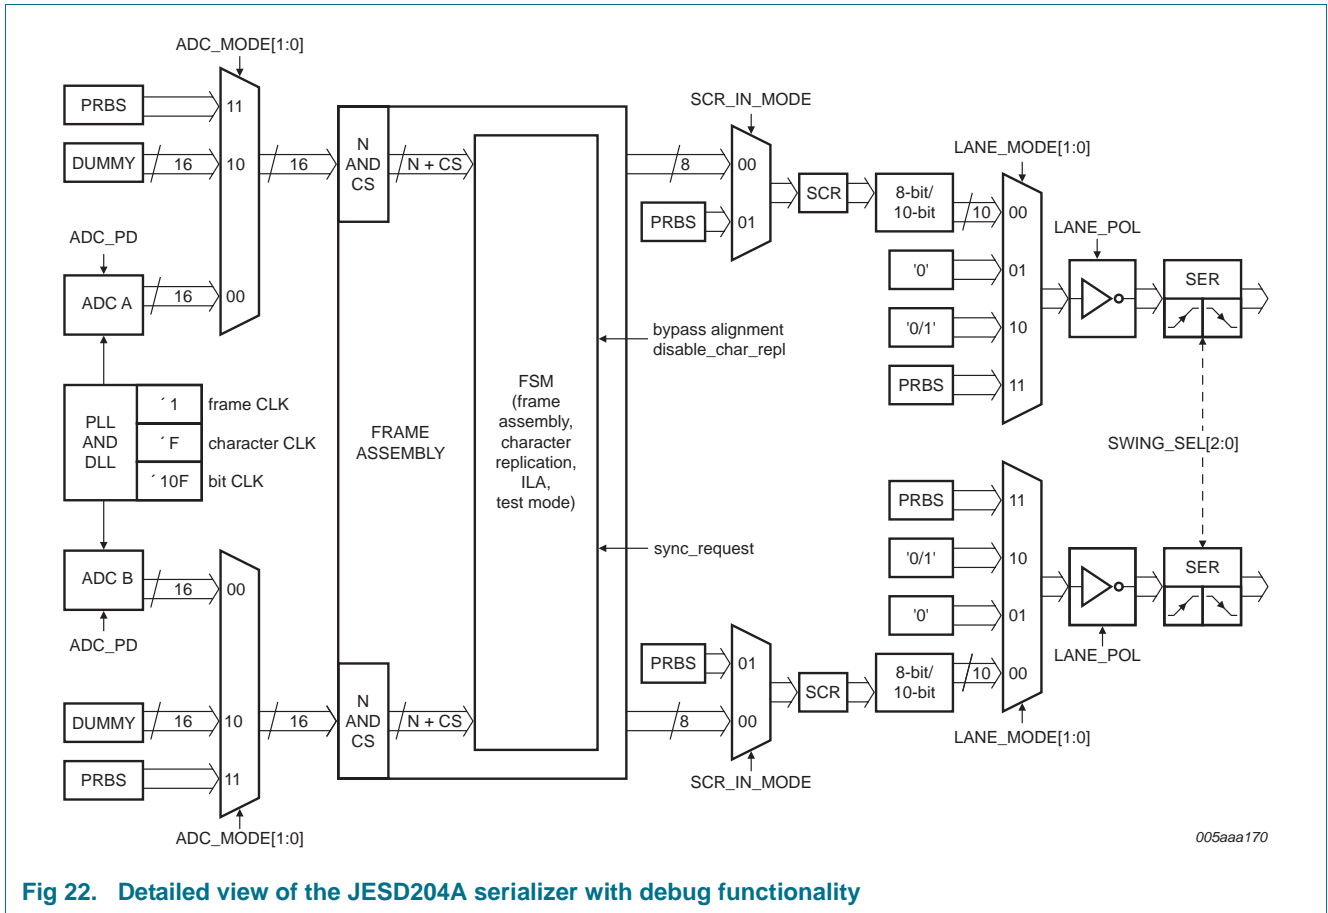 ADC_MODE[1:0]
PRBS
11
DUMMY
16
10
16
N
AND
CS
N + CS
ADC_PD
ADC A
16
00
PLL
AND
DLL
´ 1
frame CLK
´ F
character CLK
´ 10F
bit CLK
ADC B
16
00
ADC_PD
DUMMY
16
10
16
N
AND
CS
N + CS
PRBS
11
ADC_MODE[1:0]
FRAME
ASSEMBLY
FSM
(frame
assembly,
character
replication,
ILA,
test mode)
bypass alignment
disable_char_repl
sync_request
SCR_IN_MODE
8
00
PRBS
01
SCR
8-bit/
10-bit
10
00
LANE_MODE[1:0]
'0'
01
'0/1'
10
PRBS
11
LANE_POL
SER
SWING_SEL[2:0]
PRBS
11
'0/1'
10
'0'
01
8-bit/
10-bit
10
00
LANE_MODE[1:0]
LANE_POL
SER
PRBS
01
8
00
SCR
SCR_IN_MODE
005aaa170
Fig 22. Detailed view of the JESD204A serializer with debug functionality